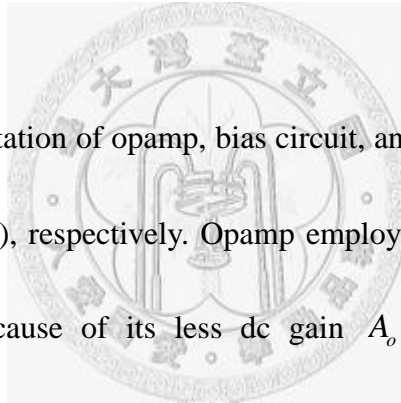 tation of opamp, bias circuit, an
), respectively. Opamp employ
cause of its less dc gain A_o